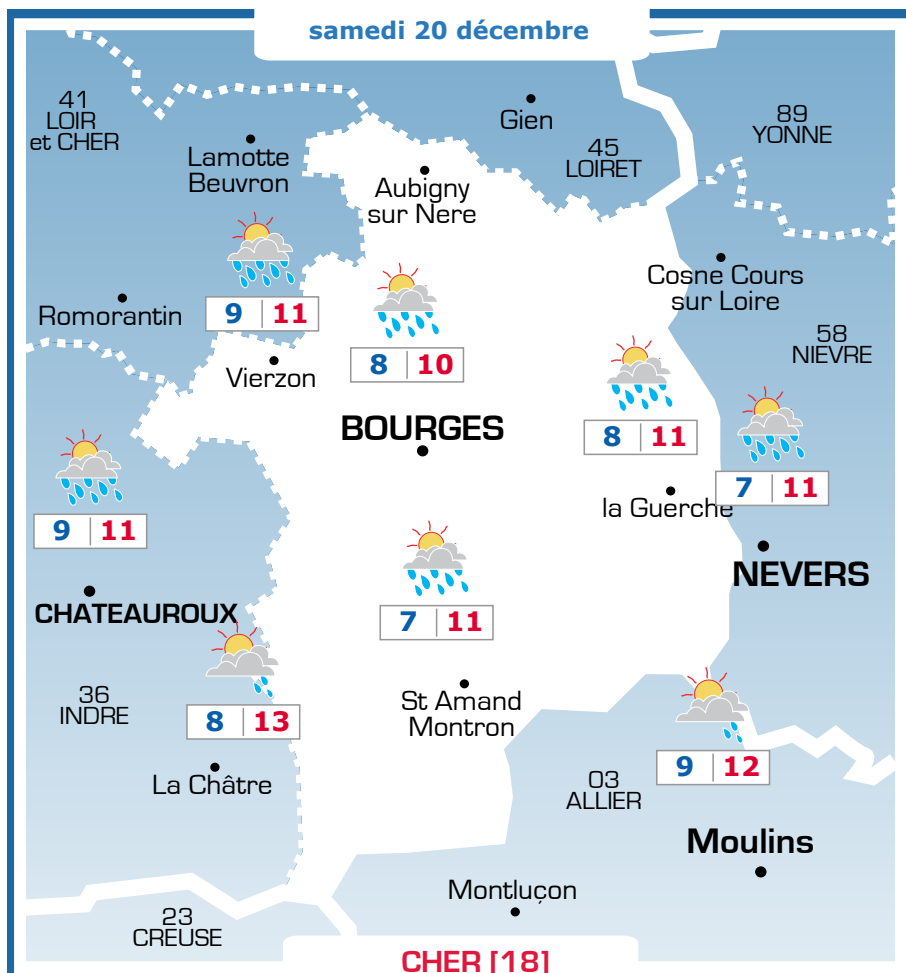 samedi 20 décembre
41
LOIR
et CHER
Gien
89
YONNE
Lamotte
Beuvron
45
LOIRET
Aubigny
sur Nere
Cosne Cours
sur Loire
Romorantin
9 11
58
NIEVRE
Vierzon
8 10
BOURGES
8 11
7 11
la Guerche
9 11
NEVERS
CHATEAUROUX
7 11
36
INDRE
8 13
St Amand
Montron
La Châtre
9 12
03
ALLIER
Moulins
Montluçon
23
CREUSE
CHER [18]